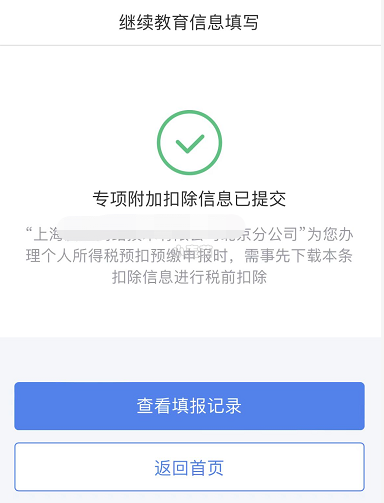 继续教育信息填写
专项附加扣除信息已提交
“上海北京分公司”为您办
理个人所得税预扣预缴申报时，需事先下载本条
扣除信息进行税前扣除
查看填报记录
返回首页